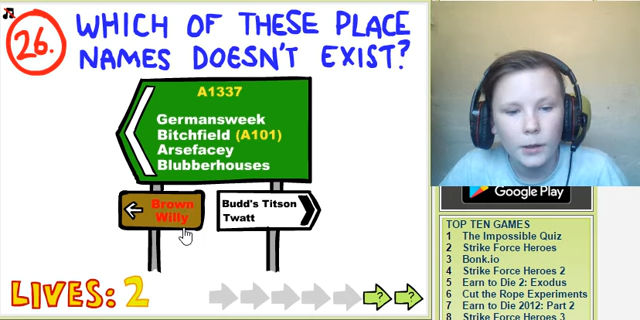 26.
WHICH OF THESE PLACE
NAMES DOESN'T EXIST?
A1337
Germansweek
Bitchfield (A101)
Arsefacey
Blubberhouses
Brown
Willy
Budd's Titson
Twatt
LIVES: 2
? ?
Google Play
TOP TEN GAMES
1 The Impossible Quiz
2 Strike Force Heroes
3 Bonk.io
4 Strike Force Heroes 2
5 Earn to Die 2: Exodus
6 Cut the Rope Experiments
7 Earn to Die 2012: Part 2
8 Strike Force Heroes 3